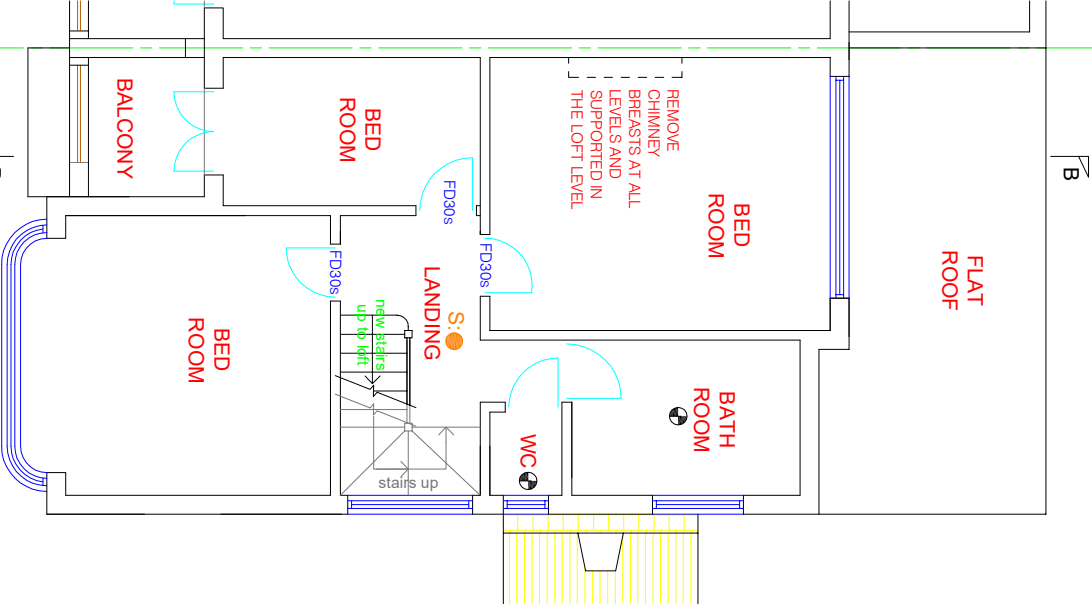 BALCONY
BED
ROOM
REMOVE
CHIMNEY
BREASTS AT ALL
LEVELS AND
SUPPORTED IN
THE LOFT LEVEL
B
BED
ROOM
FLAT
ROOF
FD30s
FD30s
FD30s
LANDING
S:
new stairs
up to loft
BED
ROOM
BATH
ROOM
WC
stairs up